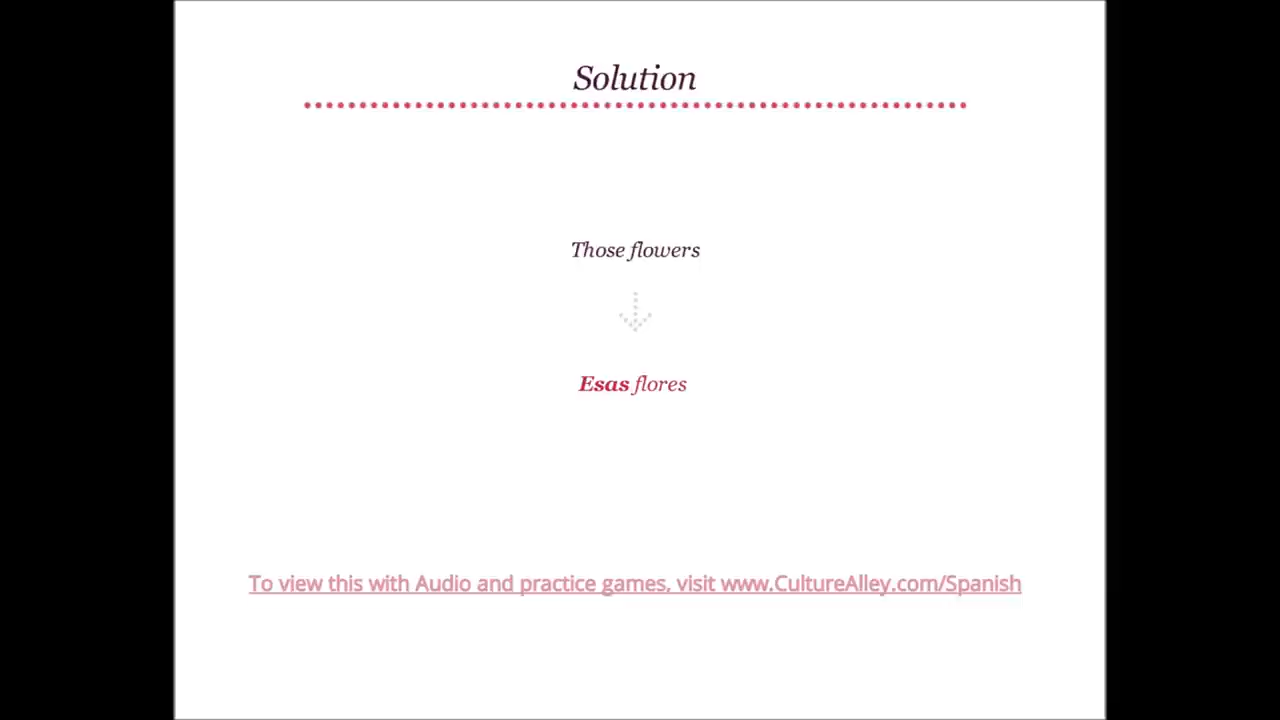 Solution
Those flowers
Esas flores
To view this with Audio and practice games, visit www.CultureAlley.com/Spanish